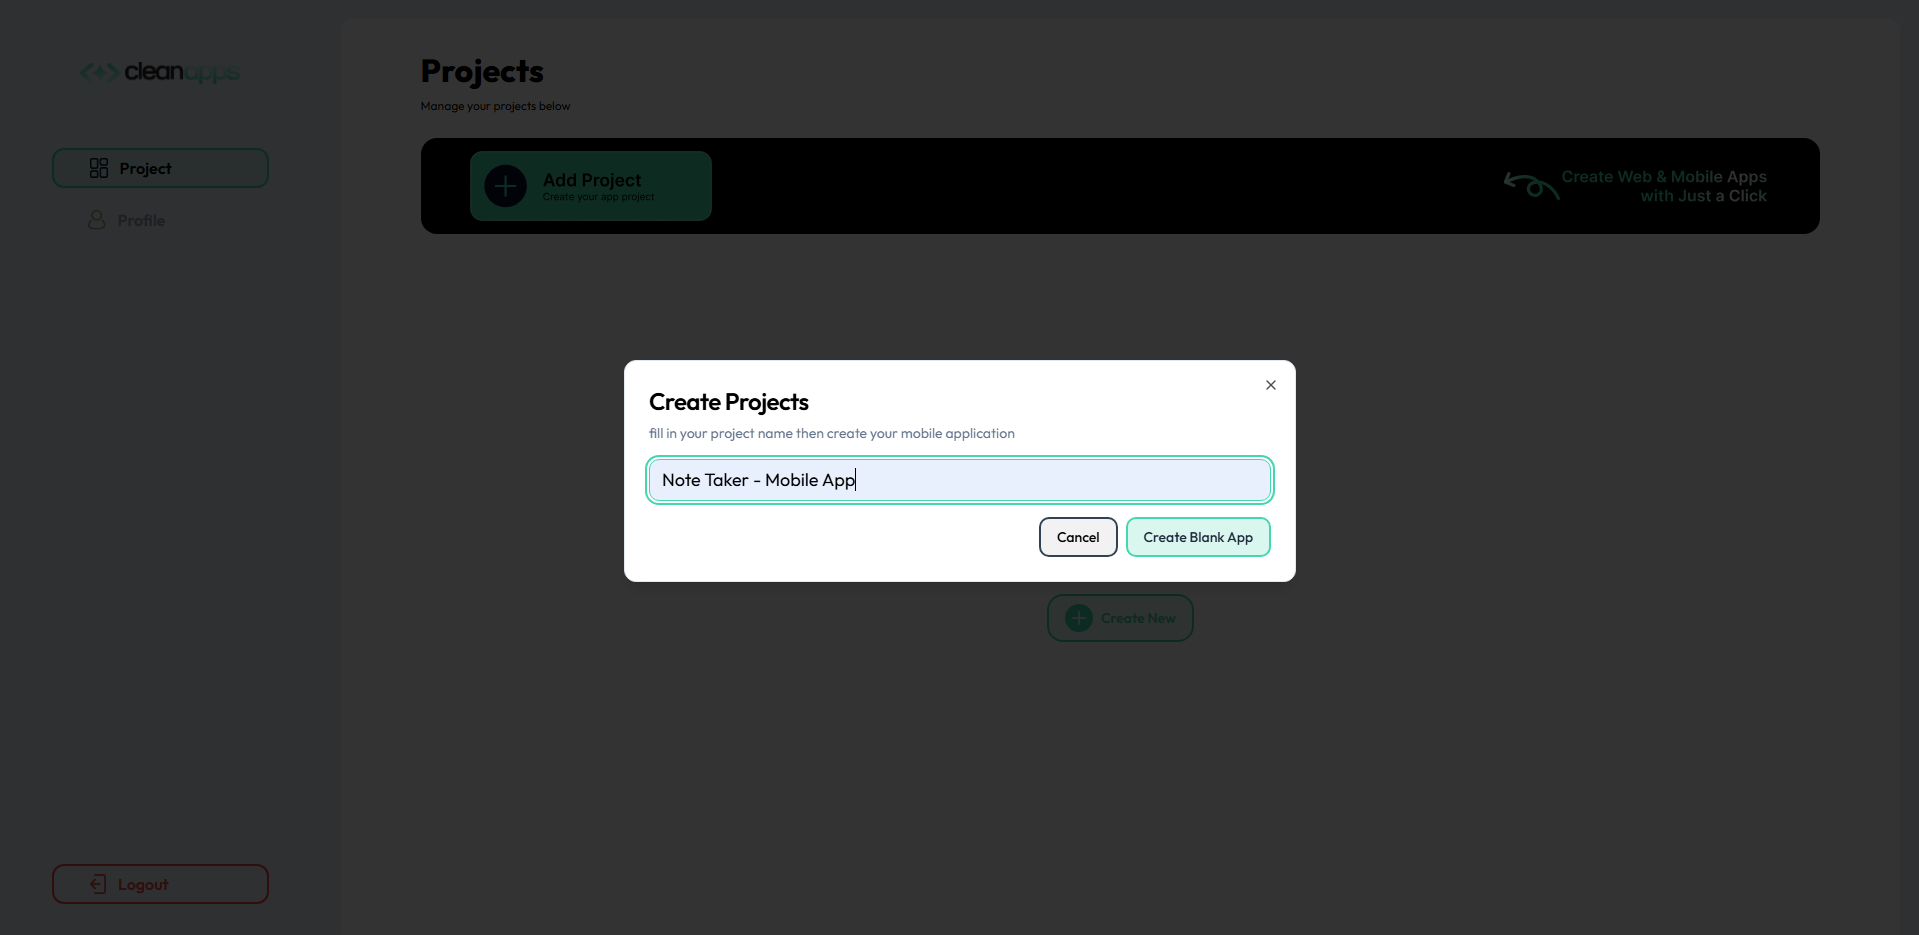 cleanapps
Project
Profile
Logout
Projects
Manage your projects below
Add Project
Create your app project
Create Web & Mobile Apps
with Just a Click
Create Projects
fill in your project name then create your mobile application
Note Taker - Mobile App
Cancel
Create Blank App
Create New